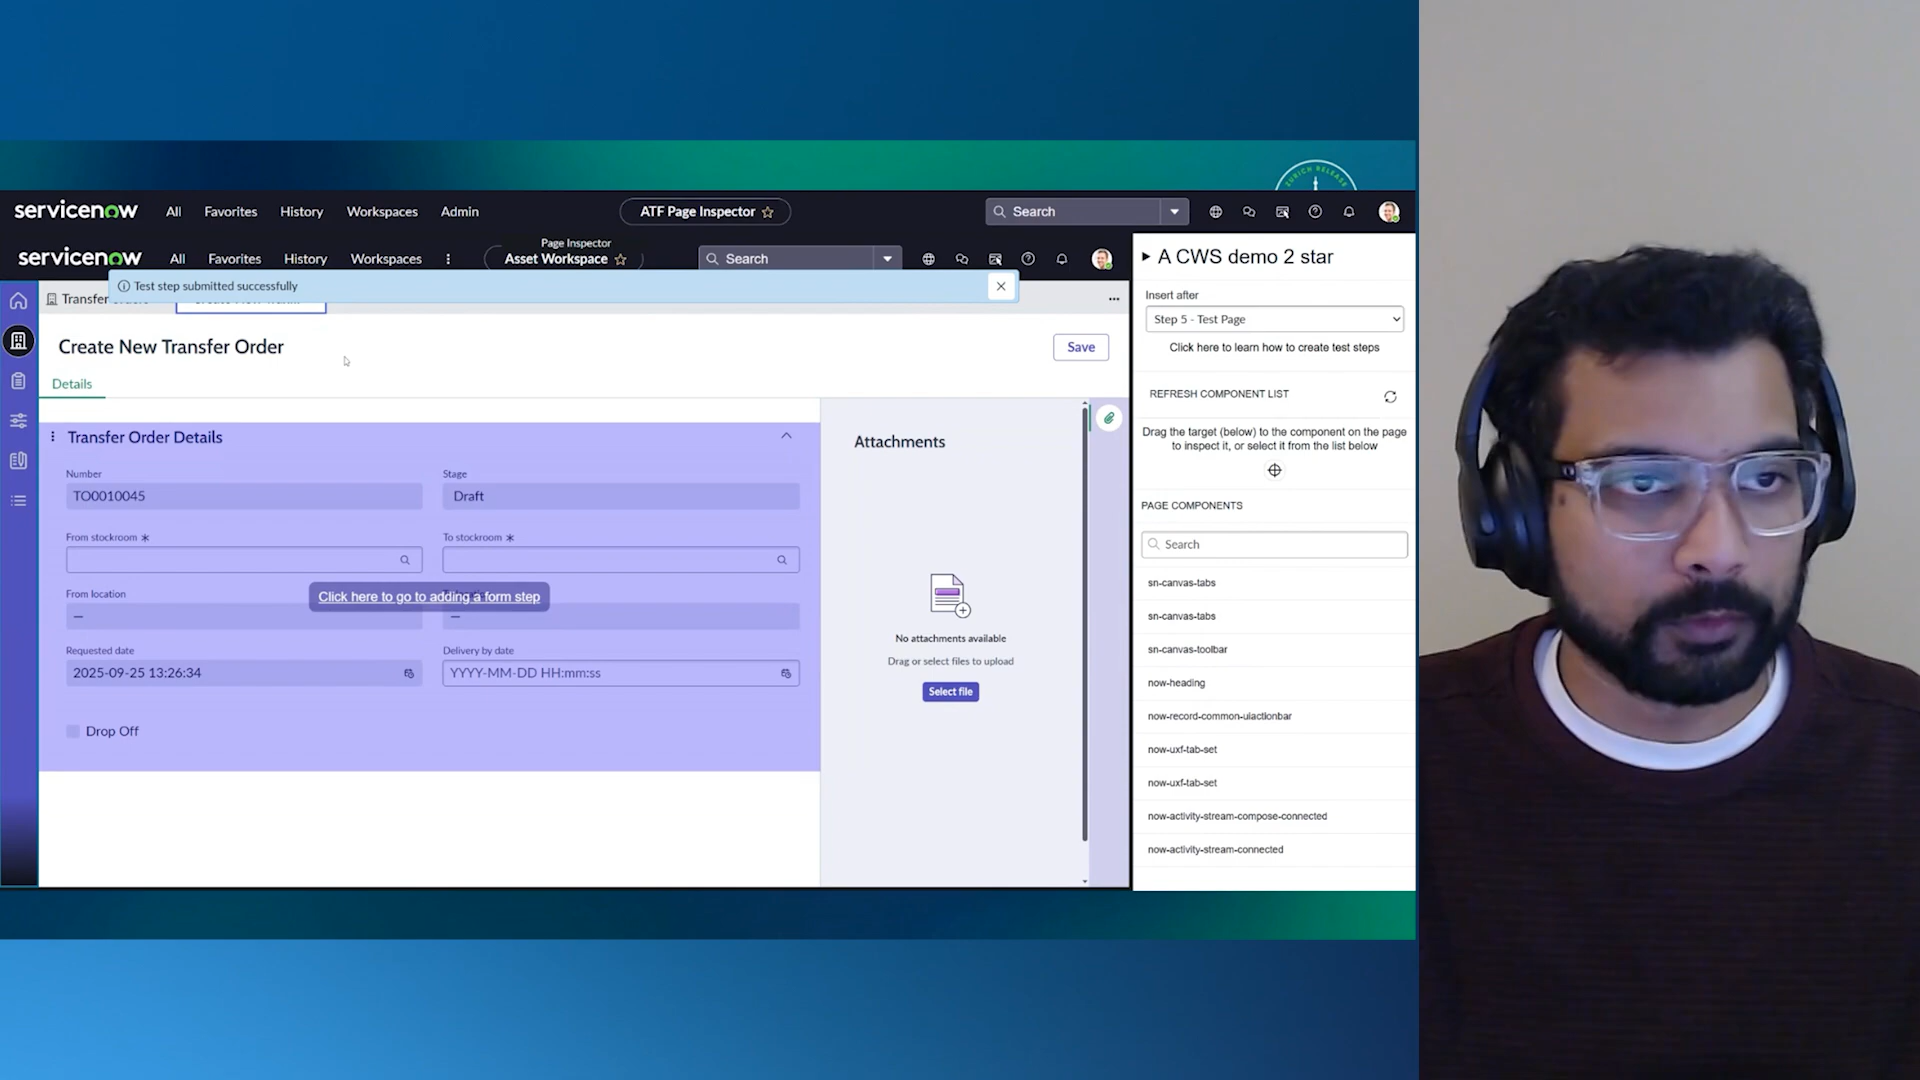 ZURICH RELEASE
servicenow All Favorites History Workspaces Admin ATF Page Inspector Search
Page Inspector
servicenow All Favorites History Workspaces Asset Workspace Search
A CWS demo 2 star
Test step submitted successfully
Transfer
Insert after
Step 5 - Test Page
Click here to learn how to create test steps
Create New Transfer Order
Save
Details
REFRESH COMPONENT LIST
Drag the target (below) to the component on the page
to inspect it, or select it from the list below
Transfer Order Details
Attachments
Number
TO0010045
Stage
Draft
From stockroom *
To stockroom *
From location
—
Click here to go to adding a form step
—
Requested date
2025-09-25 13:26:34
Delivery by date
YYYY-MM-DD HH:mm:ss
Drop Off
No attachments available
Drag or select files to upload
Select file
PAGE COMPONENTS
Search
sn-canvas-tabs
sn-canvas-tabs
sn-canvas-toolbar
now-heading
now-record-common-uiactionbar
now-uxf-tab-set
now-uxf-tab-set
now-activity-stream-compose-connected
now-activity-stream-connected